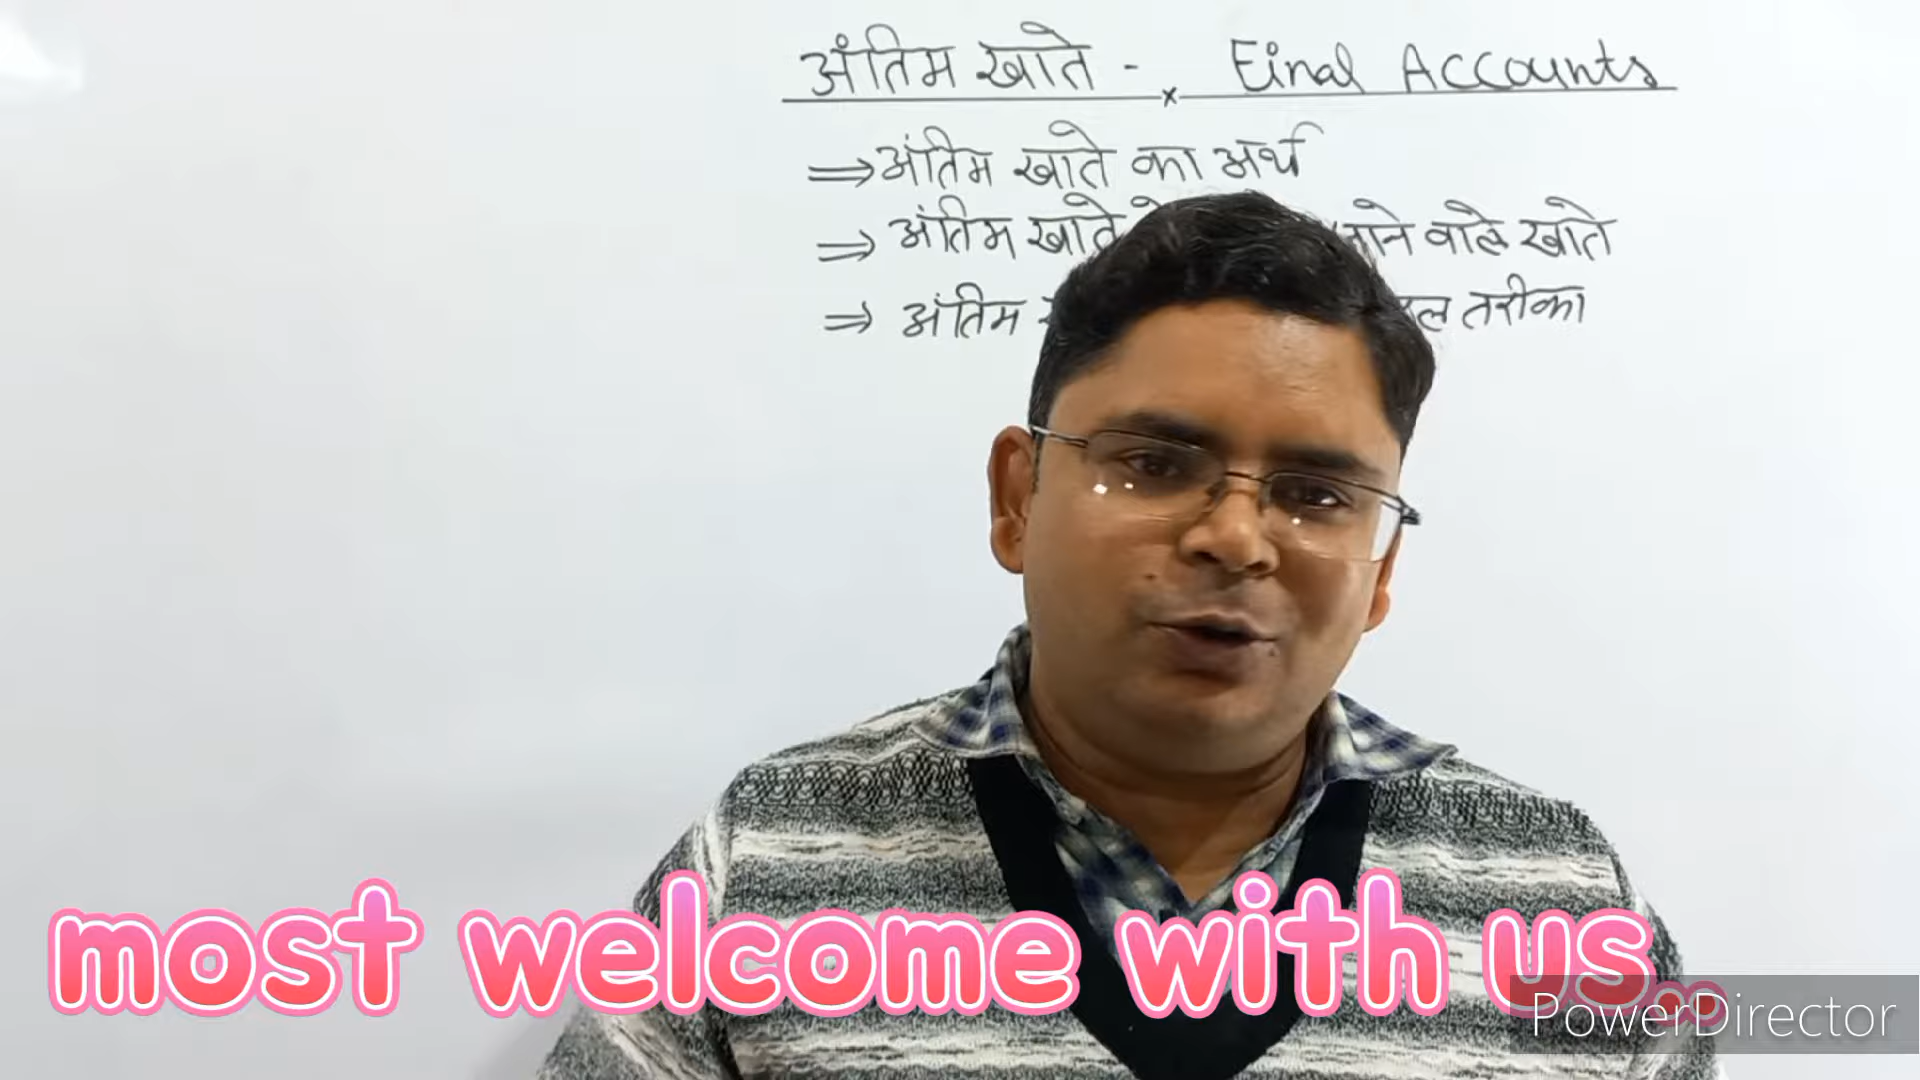 अंतिम खाते - Final Accounts
⇒ अंतिम खाते का अर्थ
⇒ अंतिम खाते जाने वाले खाते
⇒ अंतिम तरीका
most welcome with us...
PowerDirector